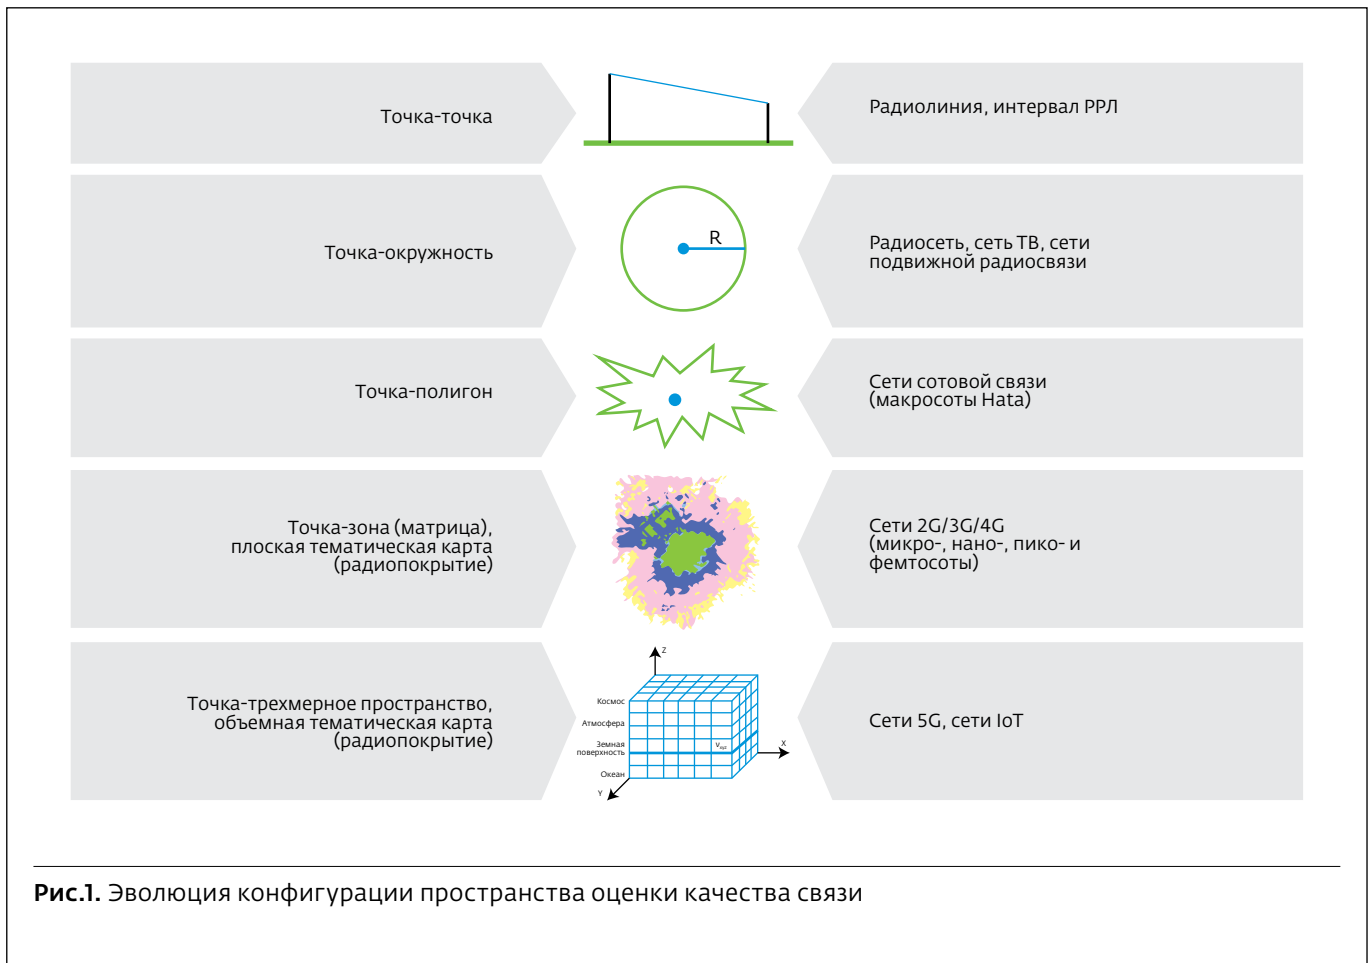 Точка-точка
Радиолиния, интервал РРЛ
Точка-окружность
R
Радиосеть, сеть ТВ, сети
подвижной радиосвязи
Точка-полигон
Сети сотовой связи
(макросоты Hata)
Точка-зона (матрица),
плоская тематическая карта
(радиопокрытие)
Сети 2G/3G/4G
(микро-, нано-, пико- и
фемтосоты)
Точка-трехмерное пространство,
объемная тематическая карта
(радиопокрытие)
Z
Космос
Атмосфера
Земная
поверхность
Vxyz
X
Океан
Y
Сети 5G, сети IoT
Рис.1. Эволюция конфигурации пространства оценки качества связи